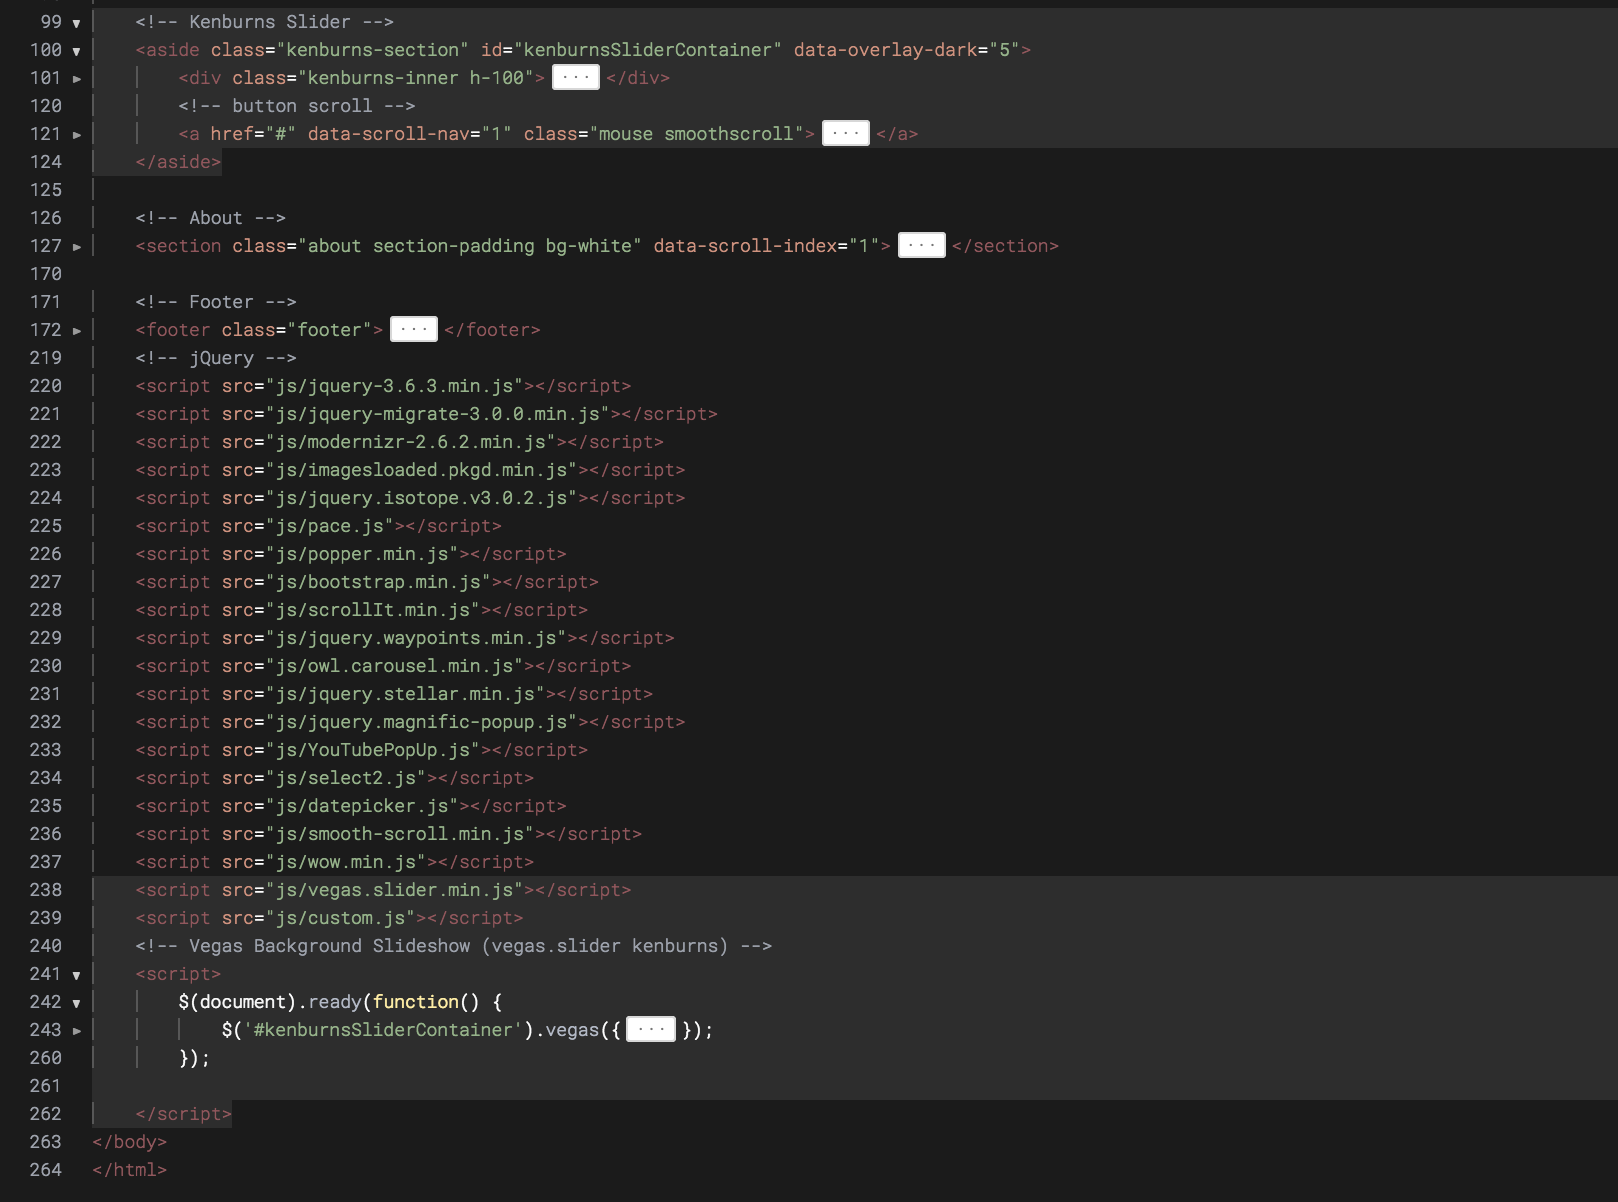 99 ▼ <!-- Kenburns Slider -->
100 ▼ <aside class="kenburns-section" id="kenburnsSliderContainer" data-overlay-dark="5">
101 ► <div class="kenburns-inner h-100"> ··· </div>
120 <!-- button scroll -->
121 ► <a href="#" data-scroll-nav="1" class="mouse smoothscroll"> ··· </a>
124 </aside>
125
126 <!-- About -->
127 ► <section class="about section-padding bg-white" data-scroll-index="1"> ··· </section>
170
171 <!-- Footer -->
172 ► <footer class="footer"> ··· </footer>
219 <!-- jQuery -->
220 <script src="js/jquery-3.6.3.min.js"></script>
221 <script src="js/jquery-migrate-3.0.0.min.js"></script>
222 <script src="js/modernizr-2.6.2.min.js"></script>
223 <script src="js/imagesloaded.pkgd.min.js"></script>
224 <script src="js/jquery.isotope.v3.0.2.js"></script>
225 <script src="js/pace.js"></script>
226 <script src="js/popper.min.js"></script>
227 <script src="js/bootstrap.min.js"></script>
228 <script src="js/scrollIt.min.js"></script>
229 <script src="js/jquery.waypoints.min.js"></script>
230 <script src="js/owl.carousel.min.js"></script>
231 <script src="js/jquery.stellar.min.js"></script>
232 <script src="js/jquery.magnific-popup.js"></script>
233 <script src="js/YouTubePopUp.js"></script>
234 <script src="js/select2.js"></script>
235 <script src="js/datepicker.js"></script>
236 <script src="js/smooth-scroll.min.js"></script>
237 <script src="js/wow.min.js"></script>
238 <script src="js/vegas.slider.min.js"></script>
239 <script src="js/custom.js"></script>
240 <!-- Vegas Background Slideshow (vegas.slider kenburns) -->
241 ▼ <script>
242 ▼ $(document).ready(function() {
243 ► $('#kenburnsSliderContainer').vegas({ ··· });
260 });
261
262 </script>
263 </body>
264 </html>